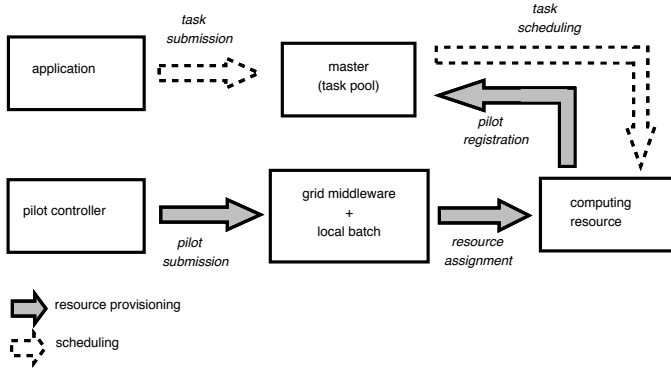 task
submission
task
scheduling
application
master
(task pool)
pilot
registration
pilot controller
grid middleware
+
local batch
computing
resource
pilot
submission
resource
assignment
resource provisioning
scheduling